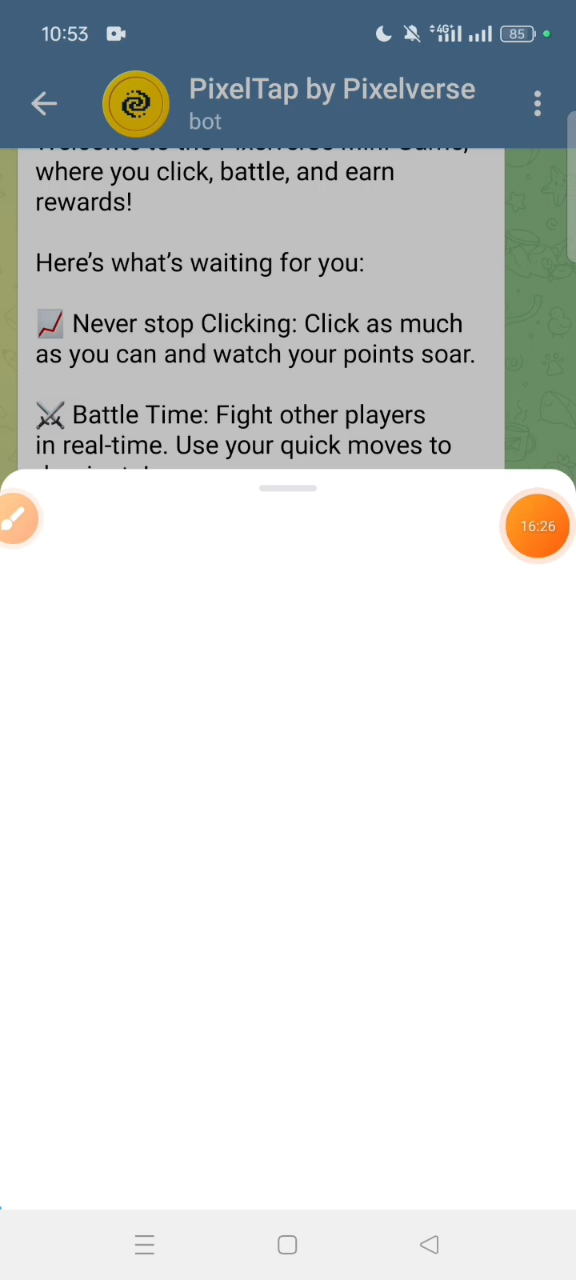 10:53
4G+
85
PixelTap by Pixelverse
bot
where you click, battle, and earn
rewards!
Here’s what’s waiting for you:
Never stop Clicking: Click as much
as you can and watch your points soar.
Battle Time: Fight other players
in real-time. Use your quick moves to
16:26